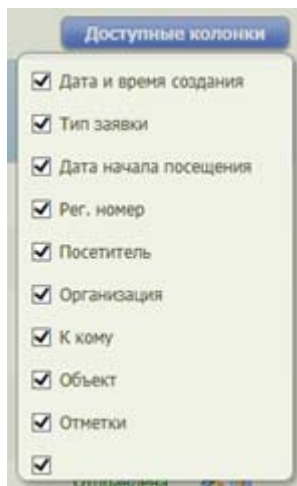 Доступные колонки
Дата и время создания
Тип заявки
Дата начала посещения
Рег. номер
Посетитель
Организация
К кому
Объект
Отметки